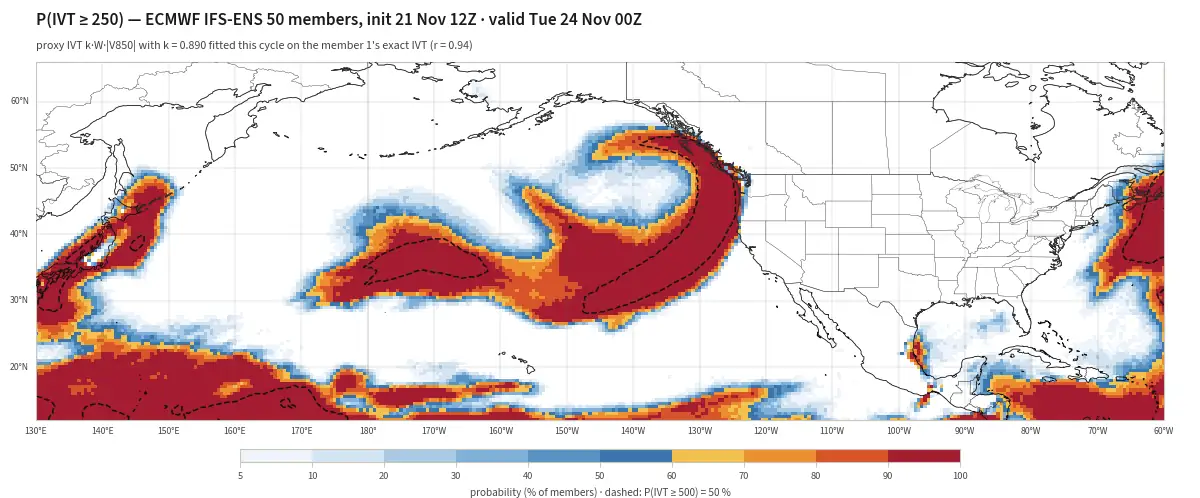 P(IVT ≥ 250) — ECMWF IFS-ENS 50 members, init 21 Nov 12Z · valid Tue 24 Nov 00Z
proxy IVT k·W·|V850| with k = 0.890 fitted this cycle on the member 1's exact IVT (r = 0.94)
60°N
50°N
40°N
30°N
20°N
130°E 140°E 150°E 160°E 170°E 180° 170°W 160°W 150°W 140°W 130°W 120°W 110°W 100°W 90°W 80°W 70°W 60°W
5 10 20 30 40 50 60 70 80 90 100
probability (% of members) · dashed: P(IVT ≥ 500) = 50 %